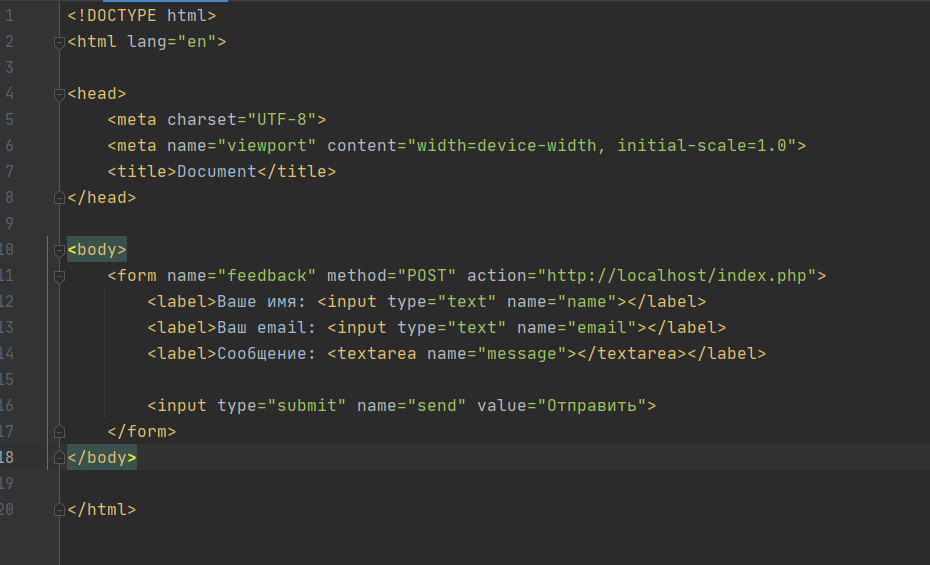 1 <!DOCTYPE html>
2 <html lang="en">
3
4 <head>
5     <meta charset="UTF-8">
6     <meta name="viewport" content="width=device-width, initial-scale=1.0">
7     <title>Document</title>
8 </head>
9
10 <body>
11     <form name="feedback" method="POST" action="http://localhost/index.php">
12         <label>Ваше имя: <input type="text" name="name"></label>
13         <label>Ваш email: <input type="text" name="email"></label>
14         <label>Сообщение: <textarea name="message"></textarea></label>
15
16         <input type="submit" name="send" value="Отправить">
17     </form>
18 </body>
19
20 </html>